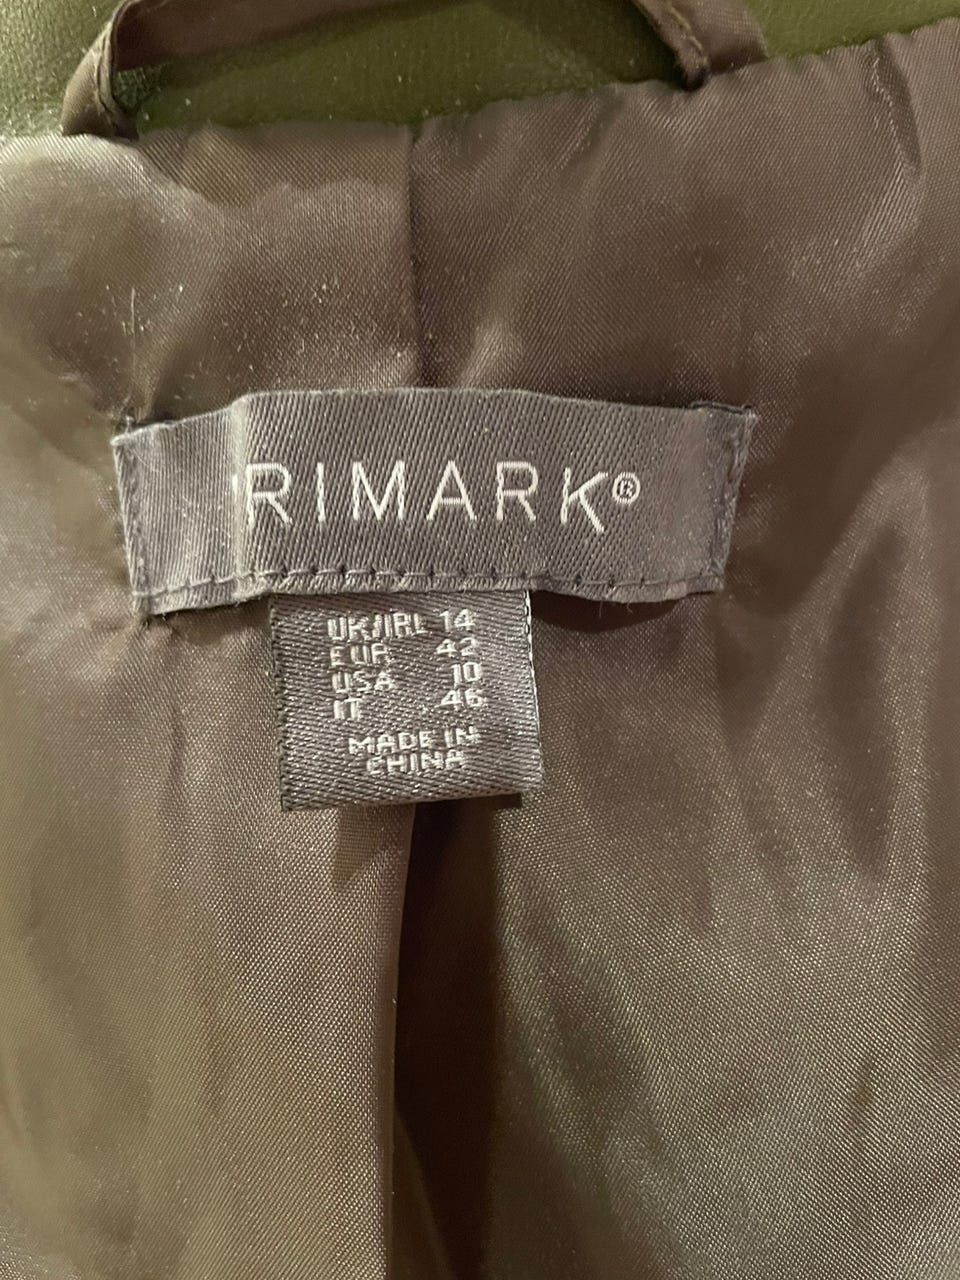 RIMARK®
UK/IRL 14
EUR 42
USA 10
IT 46
MADE IN
CHINA